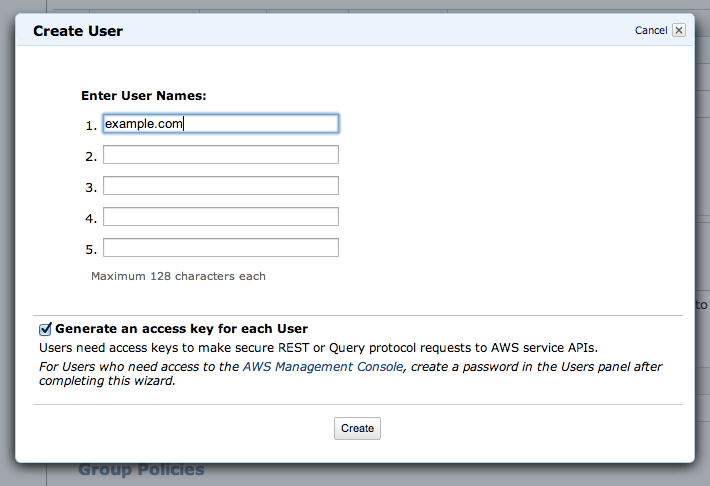 Create User
Cancel
Enter User Names:
1. example.com
2.
3.
4.
5.
Maximum 128 characters each
to
Generate an access key for each User
Users need access keys to make secure REST or Query protocol requests to AWS service APIs.
For Users who need access to the AWS Management Console, create a password in the Users panel after
completing this wizard.
Create
Group Policies